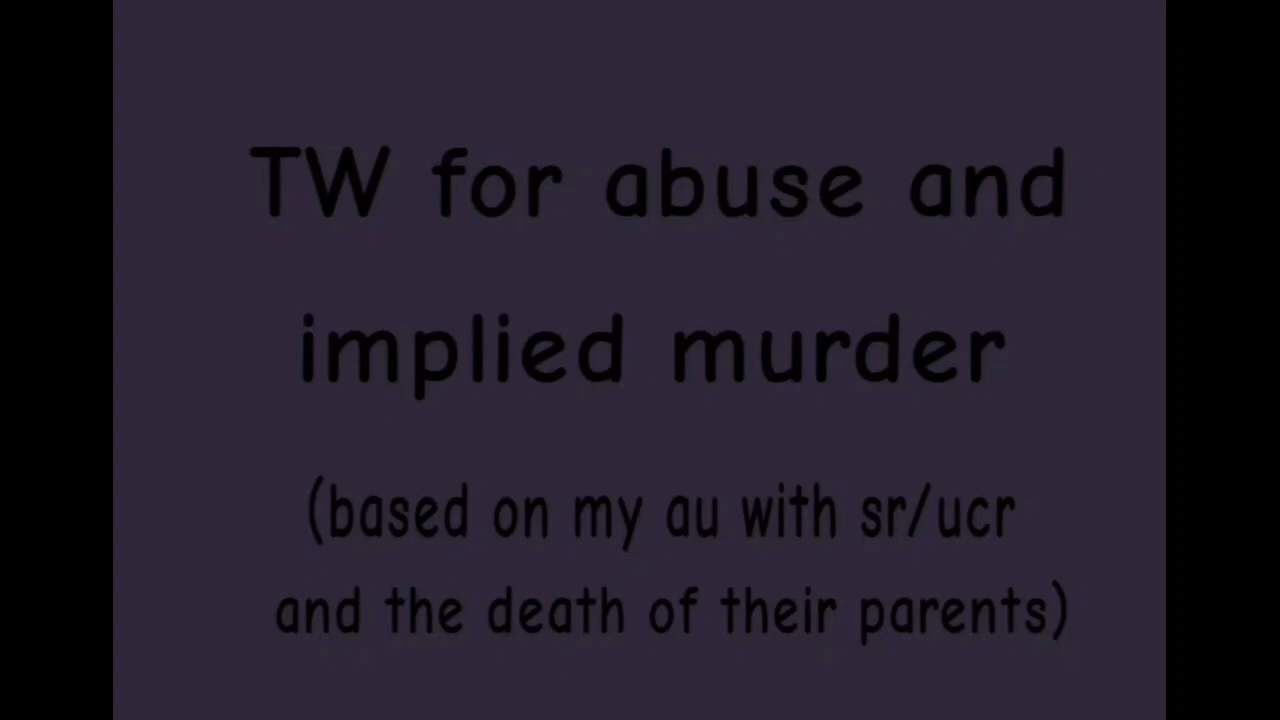 TW for abuse and
implied murder
(based on my au with sr/ucr
and the death of their parents)